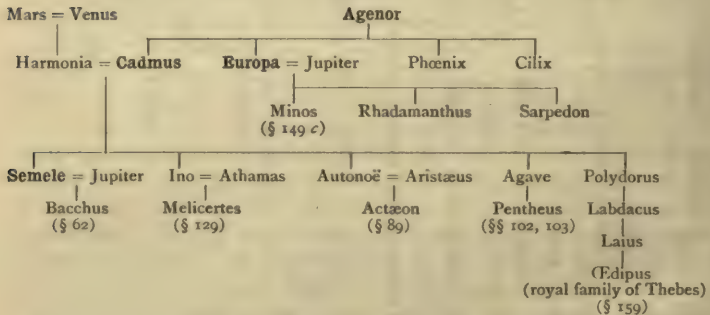 Mars = Venus Agenor
Harmonia = Cadmus Europa = Jupiter Phœnix Cilix
Minos Rhadamanthus Sarpedon
(§ 149 c)
Semele = Jupiter Ino = Athamas Autonoë = Aristæus Agave Polydorus
Bacchus Melicertes Actæon Pentheus Labdacus
(§ 62) (§ 129) (§ 89) (§§ 102, 103)
Laius
Œdipus
(royal family of Thebes)
(§ 159)